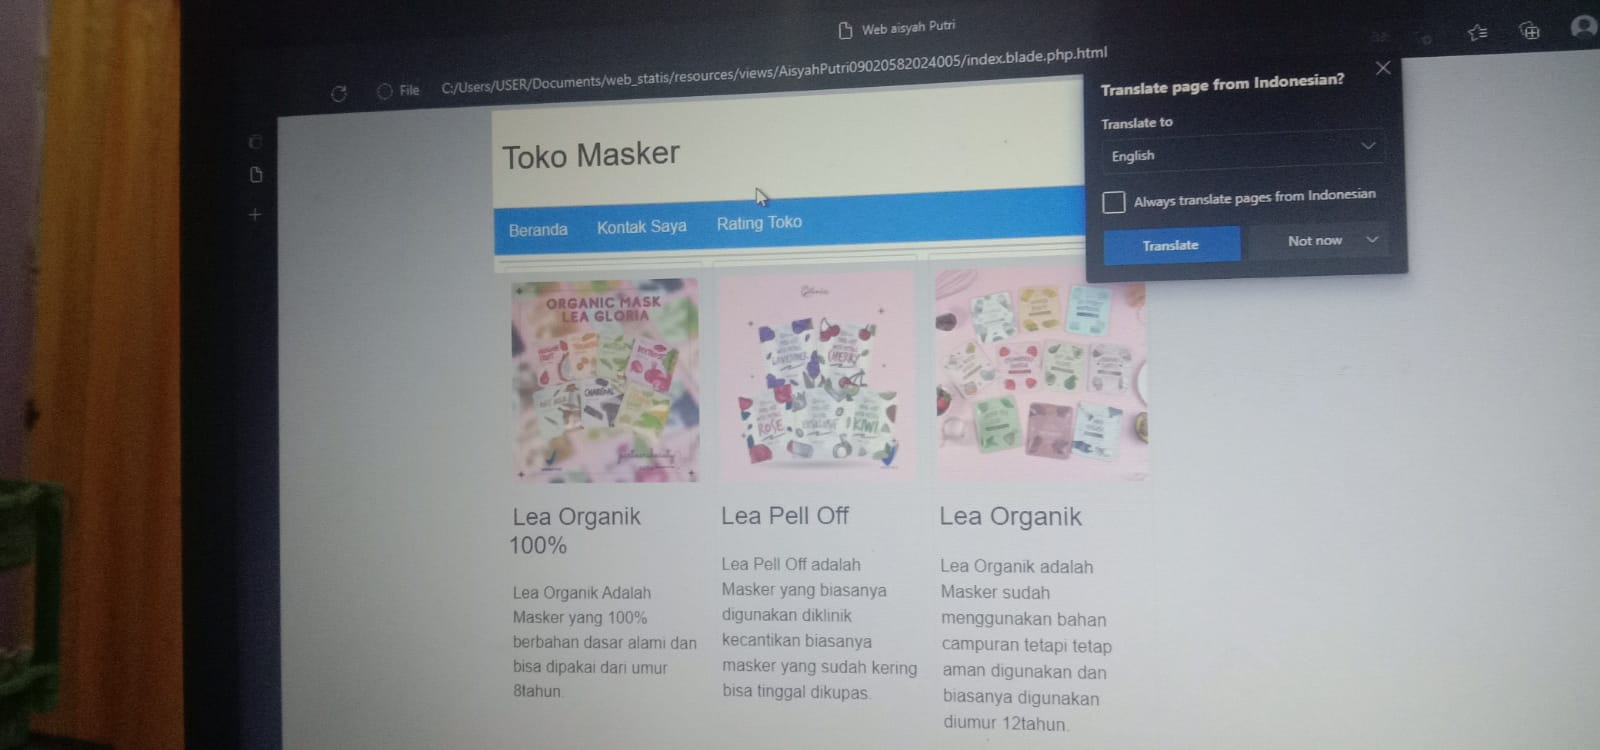 Web aisyah Putri
File C:/Users/USER/Documents/web_statis/resources/views/AisyahPutri09020582024005/index.blade.php.html
Translate page from Indonesian?
Translate to
English
Always translate pages from Indonesian
Translate Not now
Toko Masker
Beranda Kontak Saya Rating Toko
ORGANIC MASK
LEA GLORIA
CHARCOAL
LAVENDER
CHERRY
ROSE
KIWI
Lea Organik
100%
Lea Organik Adalah
Masker yang 100%
berbahan dasar alami dan
bisa dipakai dari umur
8tahun.
Lea Pell Off
Lea Pell Off adalah
Masker yang biasanya
digunakan diklinik
kecantikan biasanya
masker yang sudah kering
bisa tinggal dikupas.
Lea Organik
Lea Organik adalah
Masker sudah
menggunakan bahan
campuran tetapi tetap
aman digunakan dan
biasanya digunakan
diumur 12tahun.